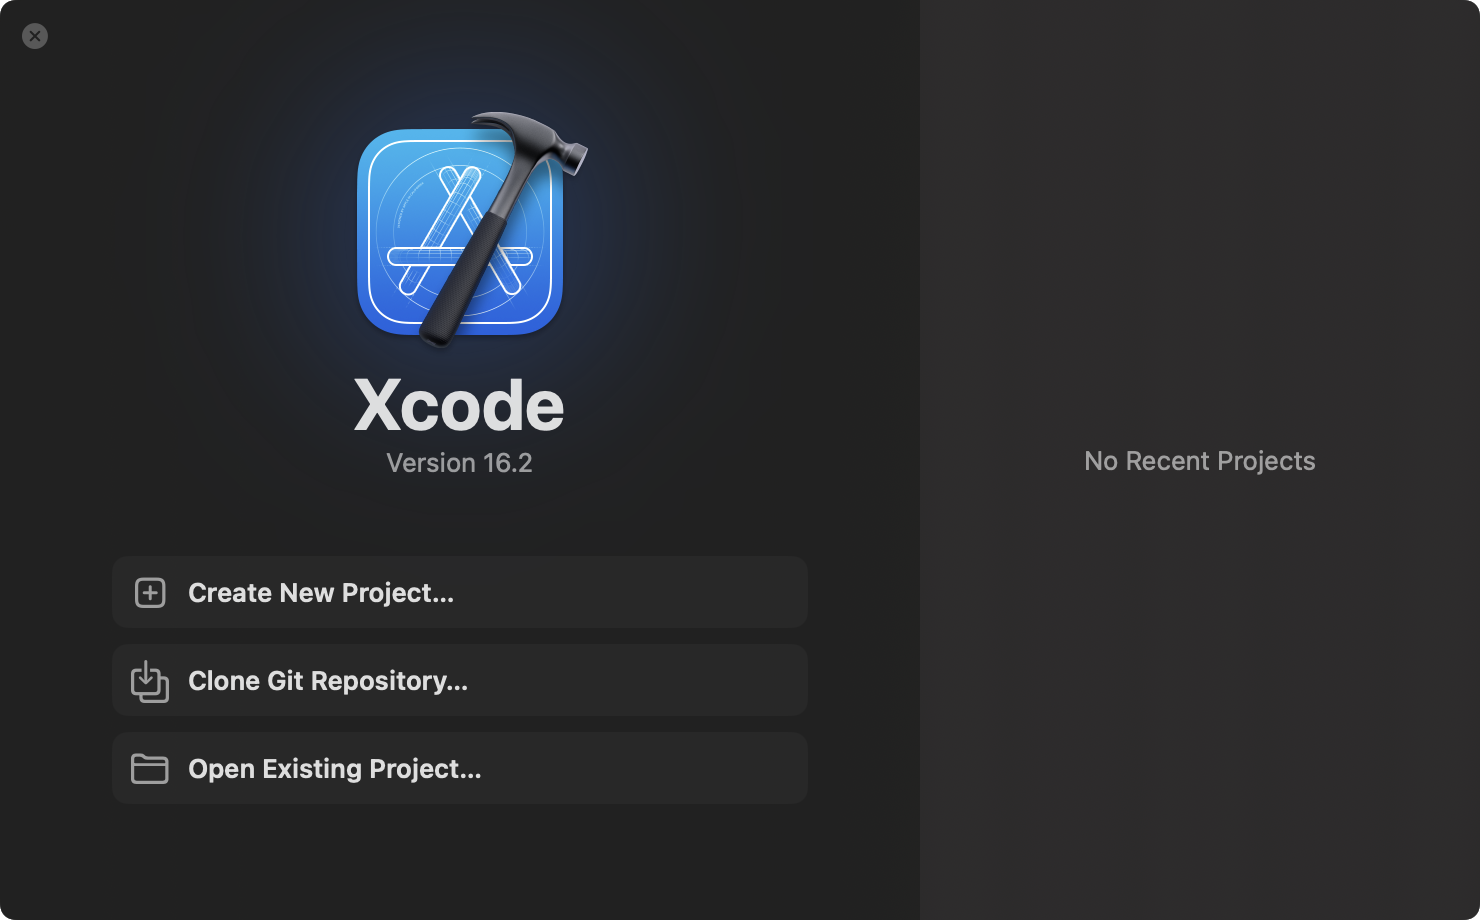 Xcode
Version 16.2
Create New Project...
Clone Git Repository...
Open Existing Project...
No Recent Projects